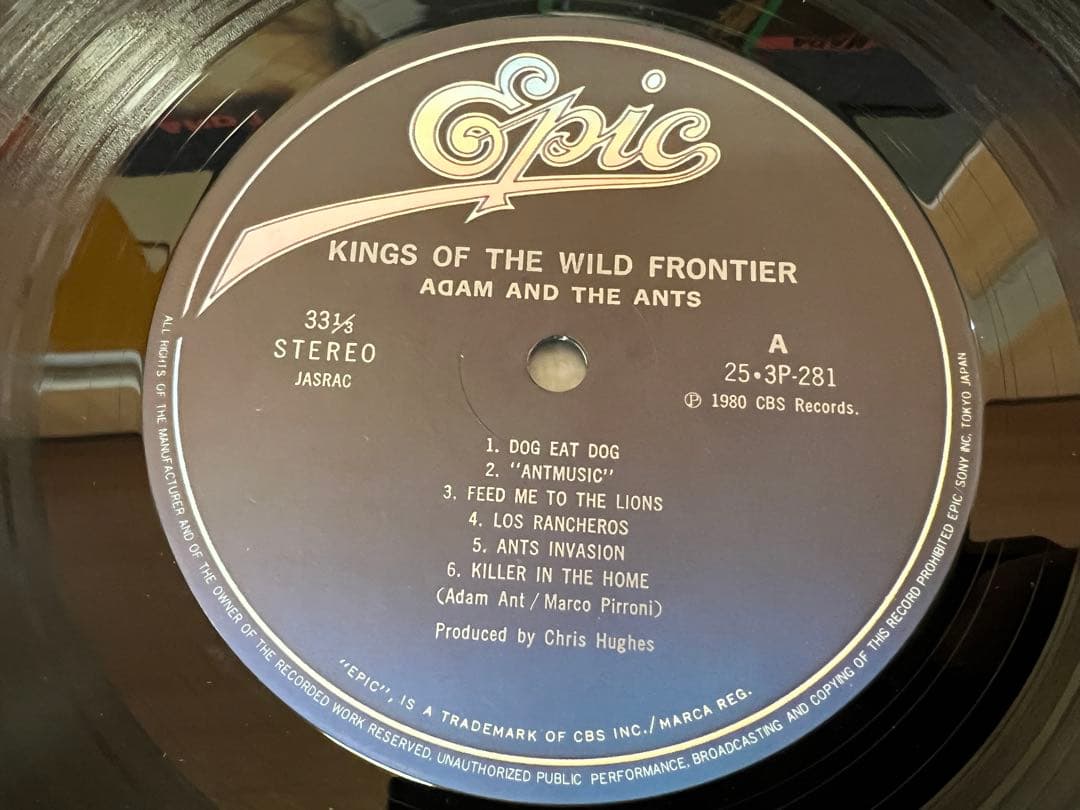 Epic
KINGS OF THE WILD FRONTIER
ADAM AND THE ANTS
33⅓
STEREO
JASRAC
A
25•3P-281
Ⓟ 1980 CBS Records.
1. DOG EAT DOG
2. “ANTMUSIC”
3. FEED ME TO THE LIONS
4. LOS RANCHEROS
5. ANTS INVASION
6. KILLER IN THE HOME
(Adam Ant / Marco Pirroni)
Produced by Chris Hughes
“EPIC”, IS A TRADEMARK OF CBS INC./MARCA REG.
ALL RIGHTS OF THE MANUFACTURER AND OF THE OWNER OF THE RECORDED WORK RESERVED, UNAUTHORIZED PUBLIC PERFORMANCE, BROADCASTING AND COPYING OF THIS RECORD PROHIBITED EPIC/SONY INC. TOKYO JAPAN